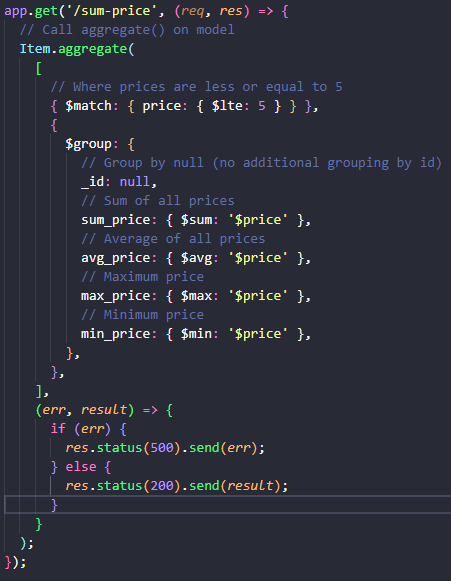 app.get('/sum-price', (req, res) => {
  // Call aggregate() on model
  Item.aggregate(
    [
      // Where prices are less or equal to 5
      { $match: { price: { $lte: 5 } } },
      {
        $group: {
          // Group by null (no additional grouping by id)
          _id: null,
          // Sum of all prices
          sum_price: { $sum: '$price' },
          // Average of all prices
          avg_price: { $avg: '$price' },
          // Maximum price
          max_price: { $max: '$price' },
          // Minimum price
          min_price: { $min: '$price' },
        },
      },
    ],
    (err, result) => {
      if (err) {
        res.status(500).send(err);
      } else {
        res.status(200).send(result);
      }
    }
  );
});